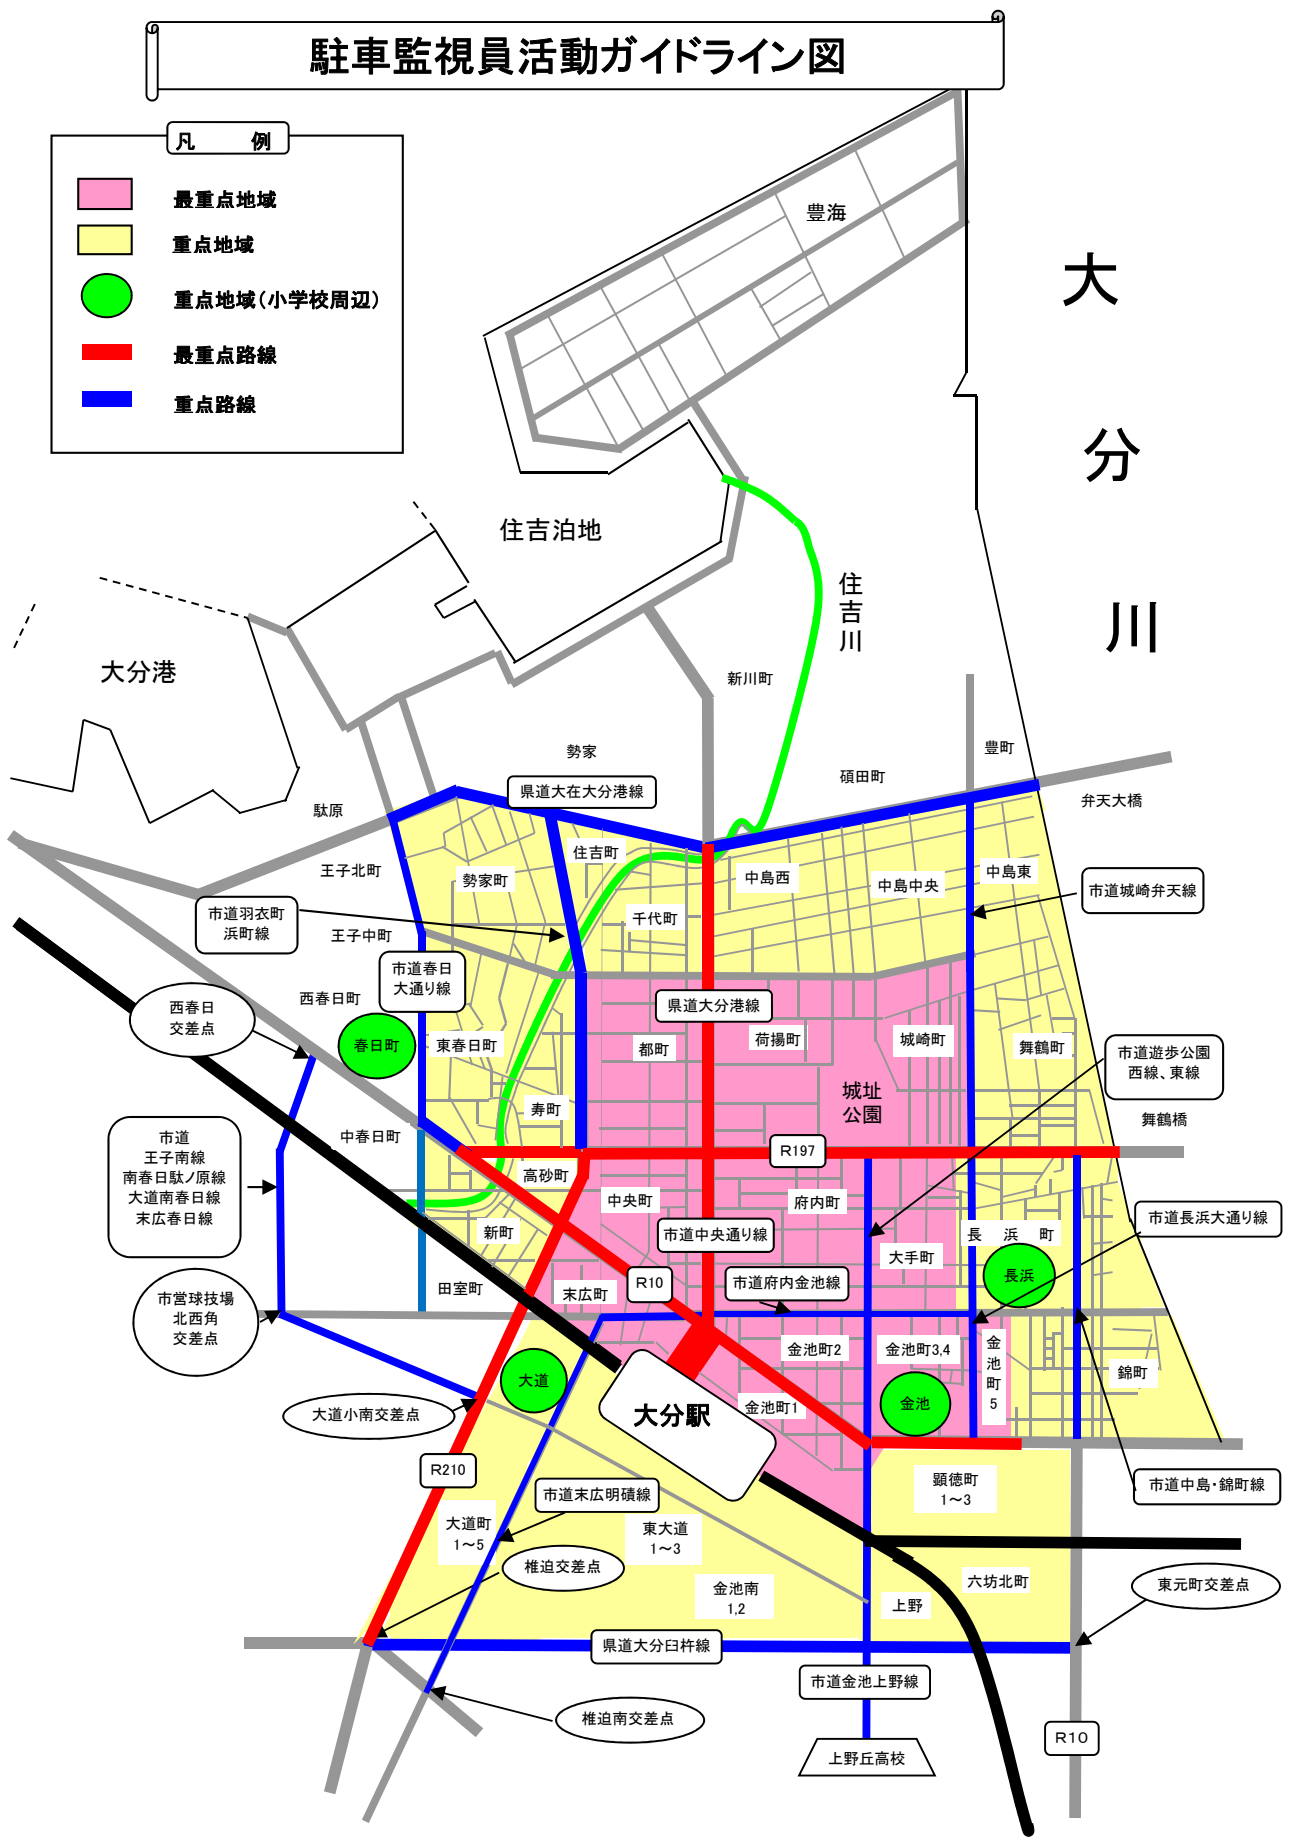 駐車監視員活動ガイドライン図
凡　例
最重点地域
重点地域
重点地域（小学校周辺）
最重点路線
重点路線
豊海
大
分
川
住吉泊地
住
吉
川
大分港
新川町
豊町
勢家
碩田町
県道大在大分港線
弁天大橋
駄原
住吉町
王子北町
勢家町
中島西
中島中央
中島東
市道城崎弁天線
市道羽衣町
浜町線
千代町
王子中町
市道春日
大通り線
西春日町
西春日
交差点
県道大分港線
春日町
東春日町
都町
荷揚町
城崎町
舞鶴町
市道遊歩公園
西線、東線
城址
公園
寿町
舞鶴橋
中春日町
市道
王子南線
南春日駄ノ原線
大道南春日線
末広春日線
R197
高砂町
中央町
府内町
市道長浜大通り線
新町
市道中央通り線
長　浜　町
大手町
長浜
田室町
末広町
R10
市道府内金池線
市営球技場
北西角
交差点
金池町2
金池町3,4
金
池
町
5
錦町
大道
金池町1
金池
大道小南交差点
大分駅
R210
顕徳町
1～3
市道中島・錦町線
市道末広明磧線
大道町
1～5
東大道
1～3
椎迫交差点
六坊北町
東元町交差点
金池南
1,2
上野
県道大分臼杵線
市道金池上野線
椎迫南交差点
R10
上野丘高校